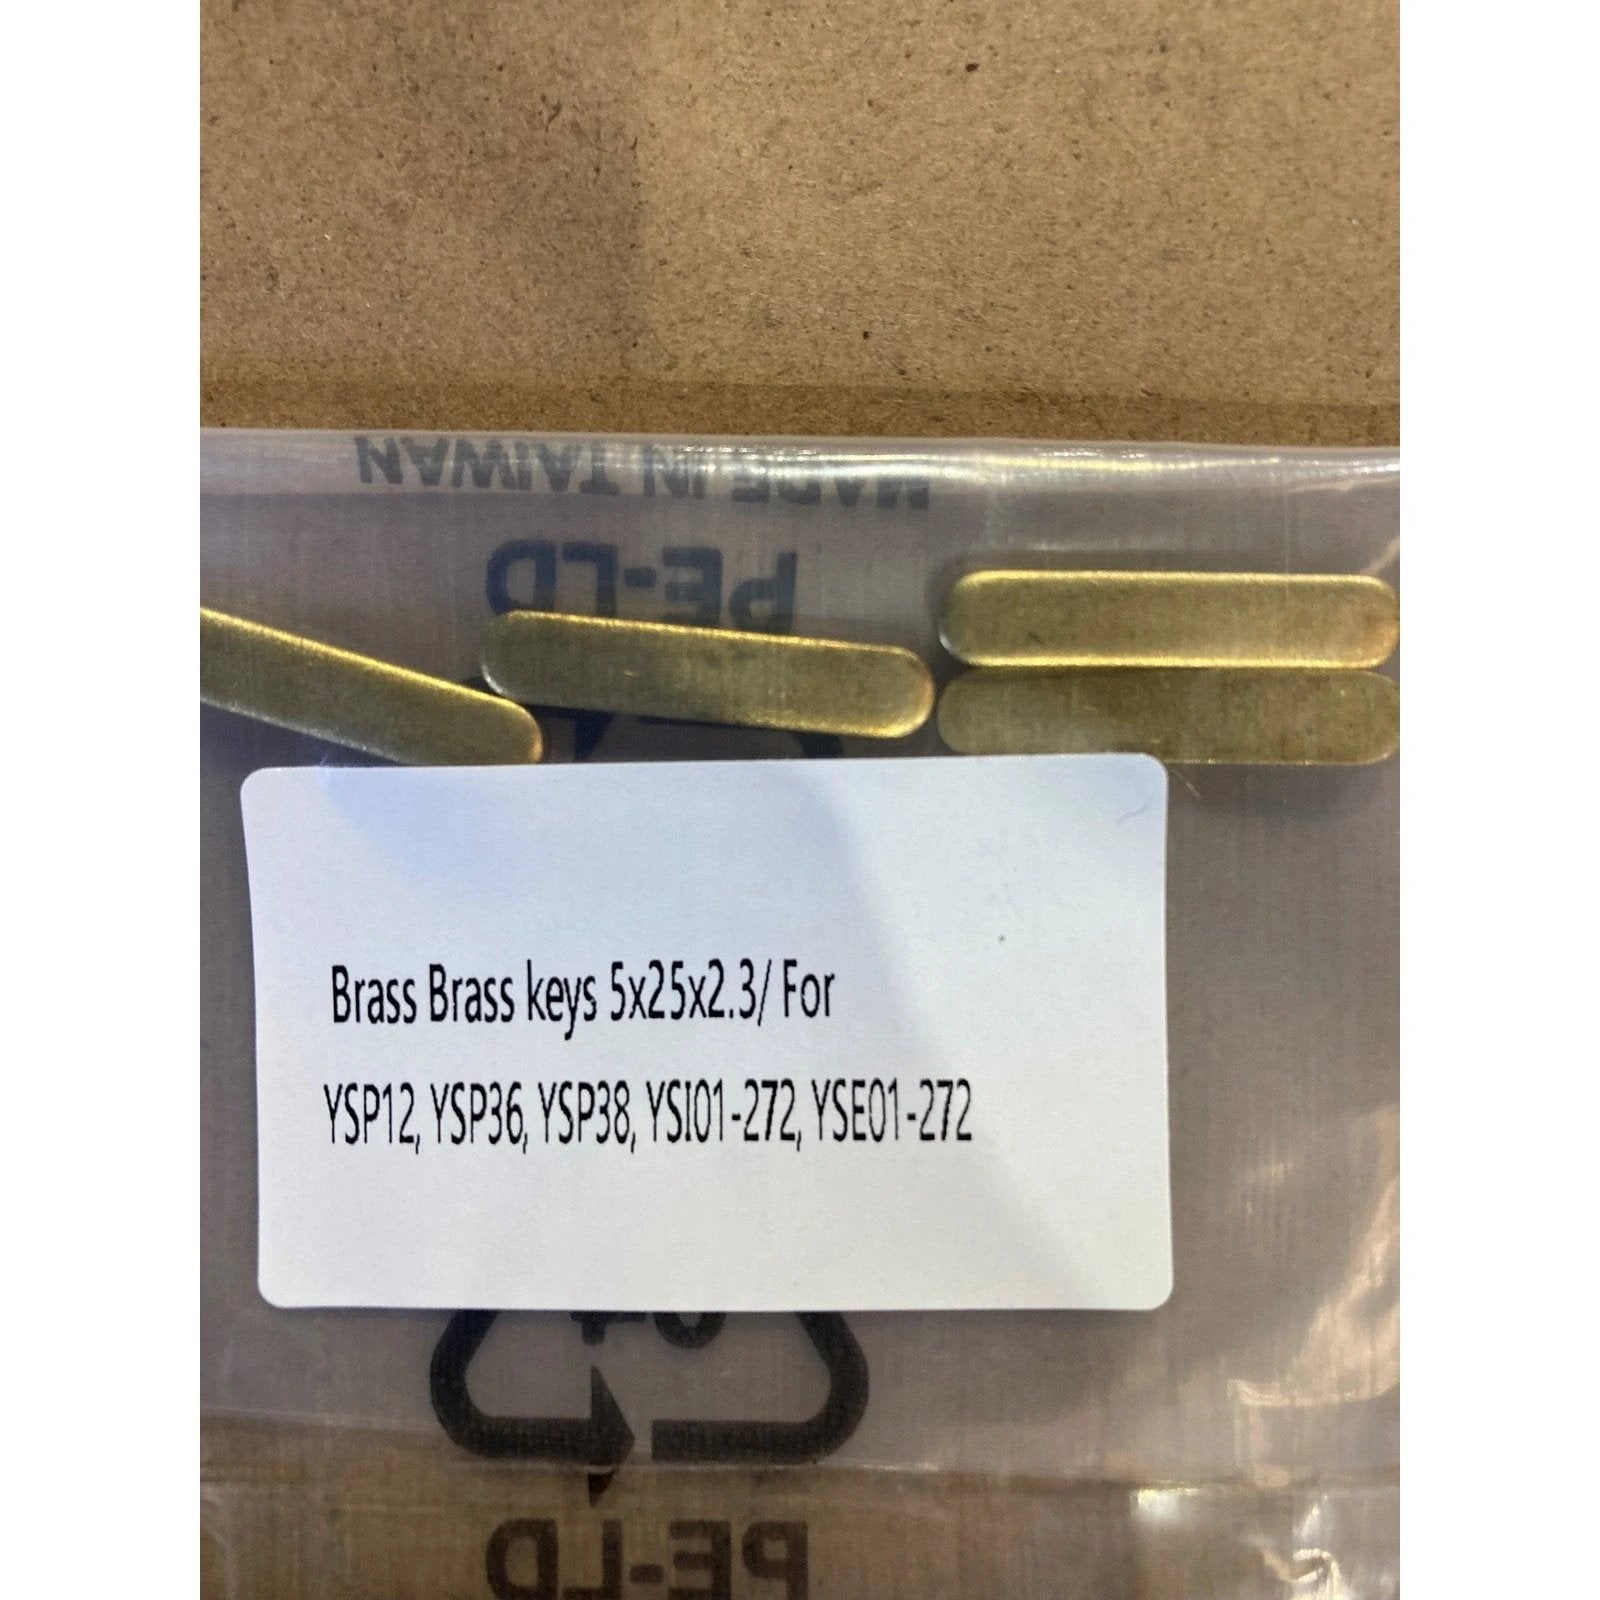 MADE IN TAIWAN
PE-LD
Brass Brass keys 5x25x2.3/ For
YSP12, YSP36, YSP38, YSI01-272, YSE01-272
04
PE-LD